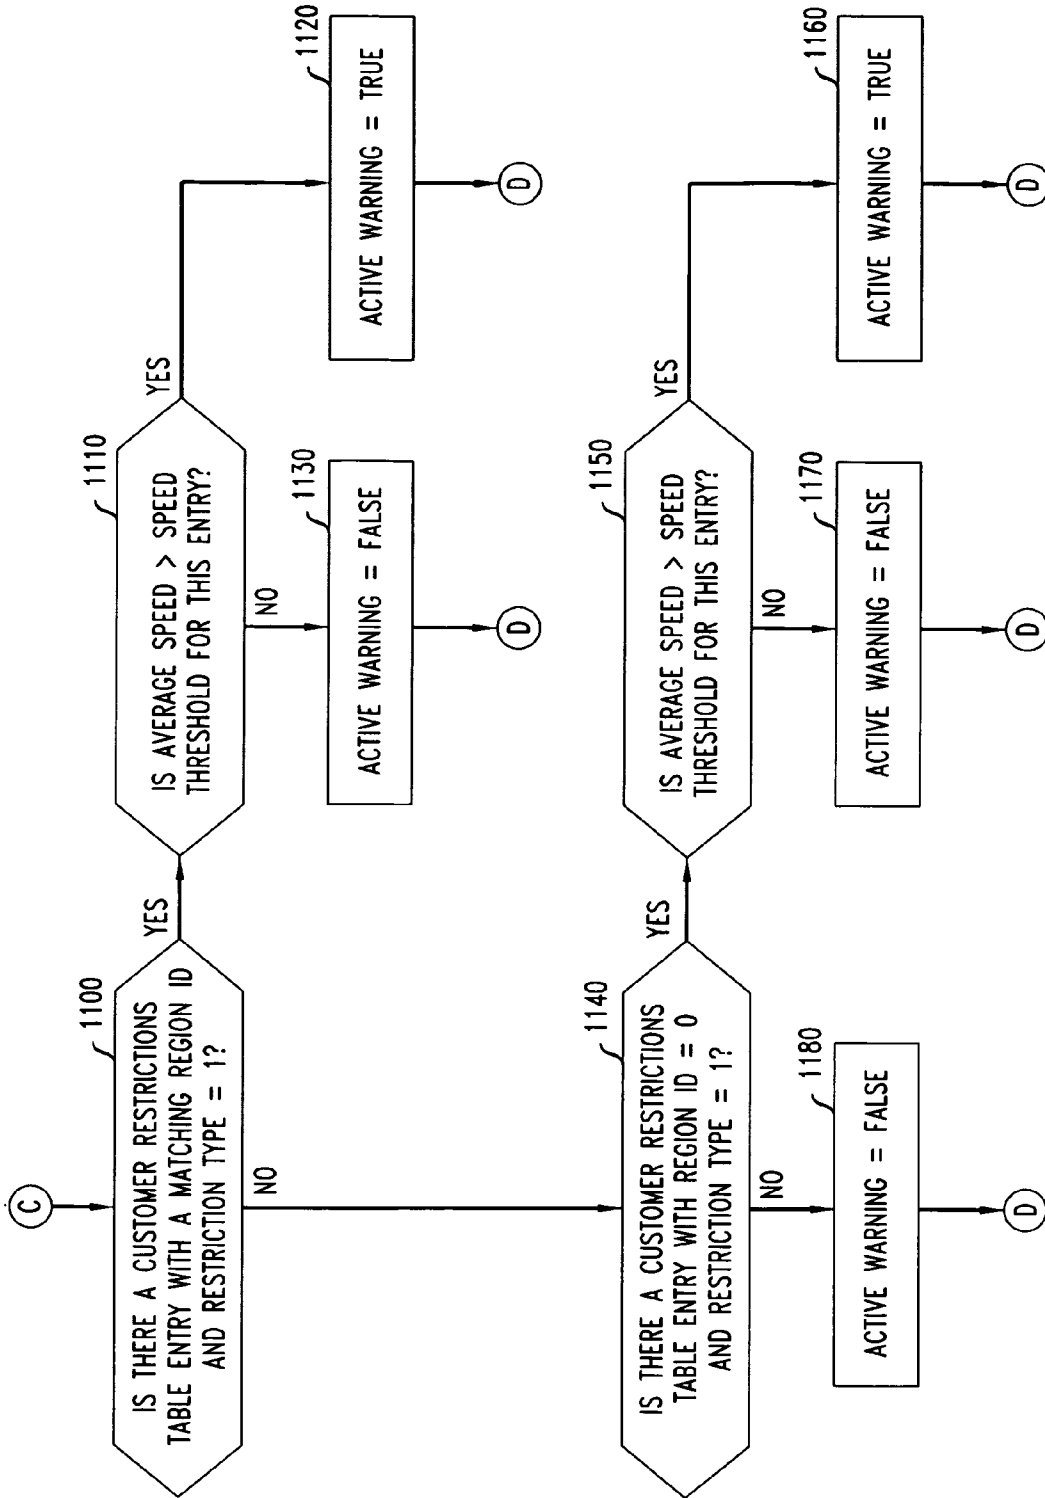 C
1100
IS THERE A CUSTOMER RESTRICTIONS
TABLE ENTRY WITH A MATCHING REGION ID
AND RESTRICTION TYPE = 1?
YES
NO
1110
IS AVERAGE SPEED > SPEED
THRESHOLD FOR THIS ENTRY?
YES
NO
1120
ACTIVE WARNING = TRUE
D
1130
ACTIVE WARNING = FALSE
D
1140
IS THERE A CUSTOMER RESTRICTIONS
TABLE ENTRY WITH REGION ID = 0
AND RESTRICTION TYPE = 1?
YES
NO
1150
IS AVERAGE SPEED > SPEED
THRESHOLD FOR THIS ENTRY?
YES
NO
1160
ACTIVE WARNING = TRUE
D
1170
ACTIVE WARNING = FALSE
D
1180
ACTIVE WARNING = FALSE
D